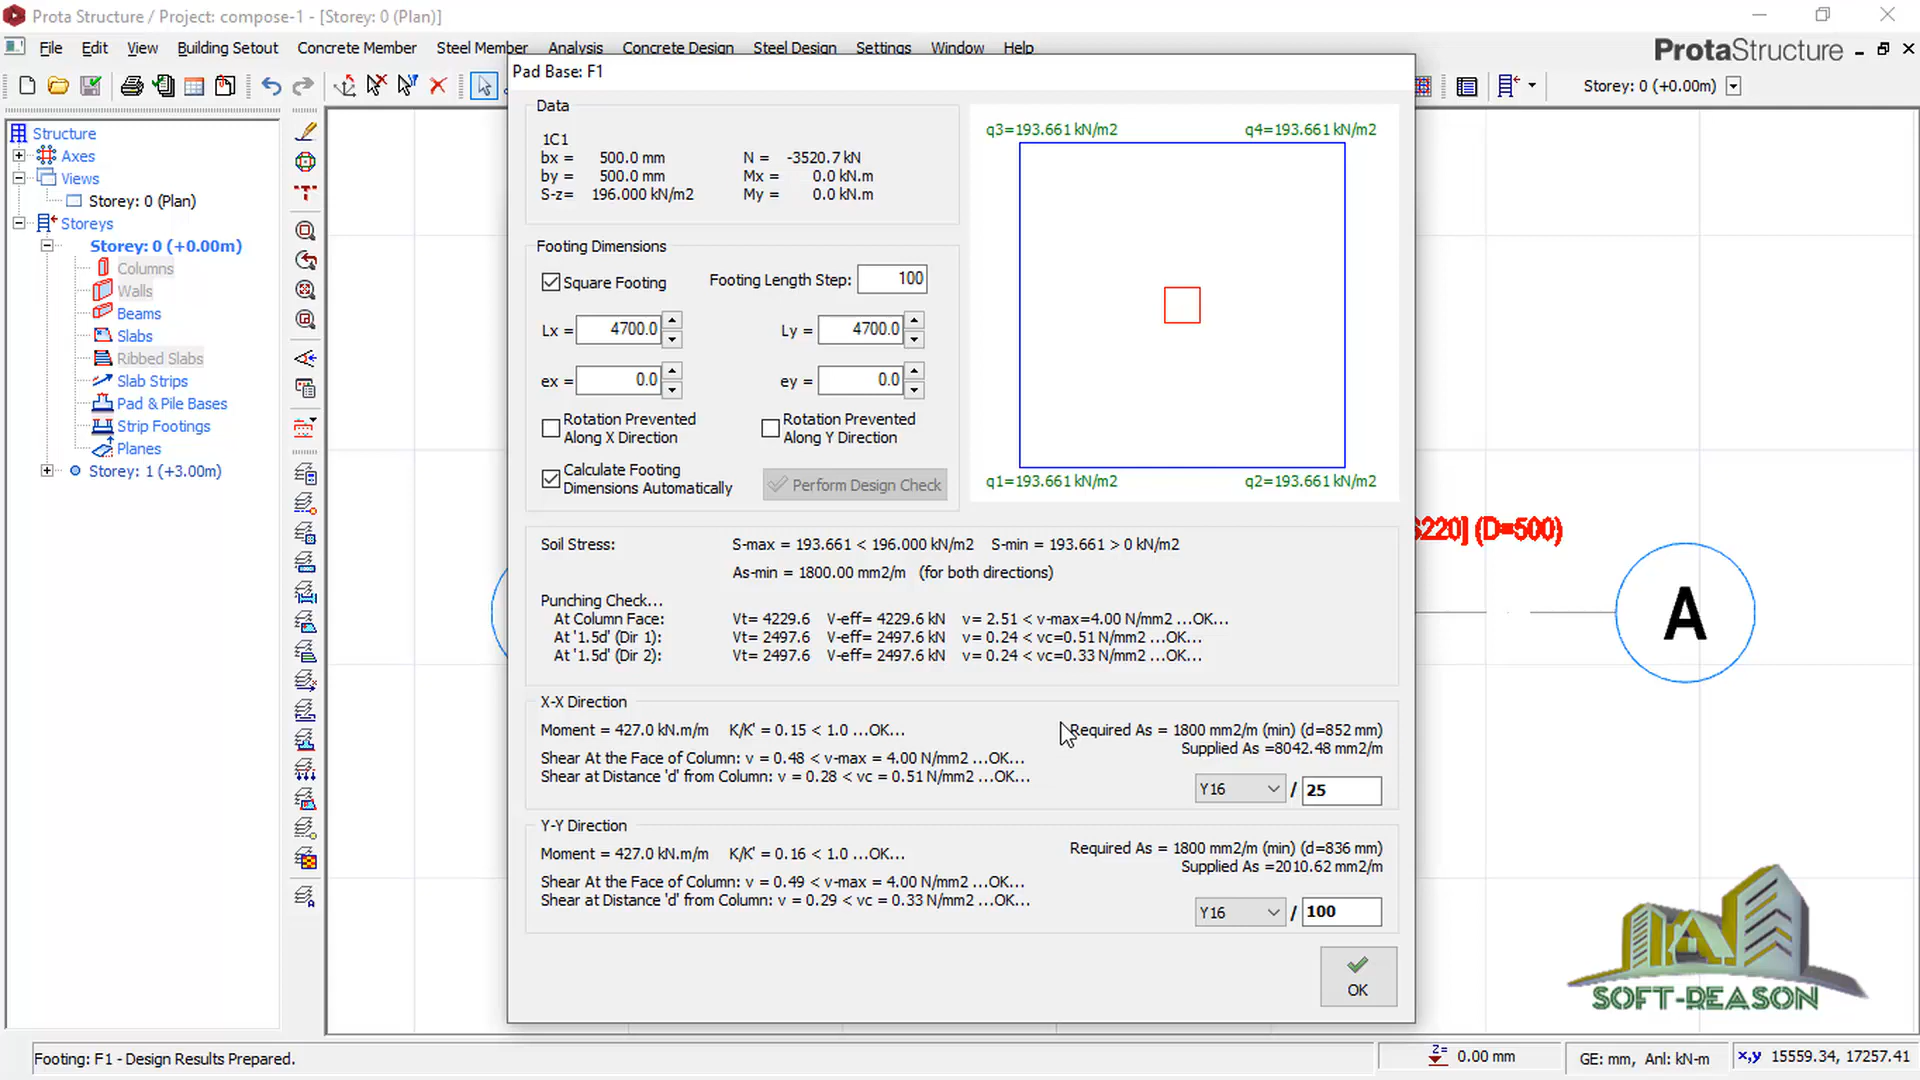 Prota Structure / Project: compose-1 - [Storey: 0 (Plan)]
File Edit View Building Setout Concrete Member Steel Member Analysis Concrete Design Steel Design Settings Window Help
ProtaStructure
Storey: 0 (+0.00m)
Structure
Axes
Views
Storey: 0 (Plan)
Storeys
Storey: 0 (+0.00m)
Columns
Walls
Beams
Slabs
Ribbed Slabs
Slab Strips
Pad & Pile Bases
Strip Footings
Planes
Storey: 1 (+3.00m)
Pad Base: F1
Data
1C1
bx = 500.0 mm N = -3520.7 kN
by = 500.0 mm Mx = 0.0 kN.m
S-z= 196.000 kN/m2 My = 0.0 kN.m
Footing Dimensions
Square Footing Footing Length Step: 100
Lx = 4700.0 Ly = 4700.0
ex = 0.0 ey = 0.0
Rotation Prevented Along X Direction
Rotation Prevented Along Y Direction
Calculate Footing Dimensions Automatically
Perform Design Check
q3=193.661 kN/m2 q4=193.661 kN/m2
q1=193.661 kN/m2 q2=193.661 kN/m2
Soil Stress: S-max = 193.661 < 196.000 kN/m2 S-min = 193.661 > 0 kN/m2
As-min = 1800.00 mm2/m (for both directions)
Punching Check...
At Column Face: Vt= 4229.6 V-eff= 4229.6 kN v= 2.51 < v-max=4.00 N/mm2 ...OK...
At '1.5d' (Dir 1): Vt= 2497.6 V-eff= 2497.6 kN v= 0.24 < vc=0.51 N/mm2 ...OK...
At '1.5d' (Dir 2): Vt= 2497.6 V-eff= 2497.6 kN v= 0.24 < vc=0.33 N/mm2 ...OK...
X-X Direction
Moment = 427.0 kN.m/m K/K' = 0.15 < 1.0 ...OK... Required As = 1800 mm2/m (min) (d=852 mm)
Supplied As =8042.48 mm2/m
Shear At the Face of Column: v = 0.48 < v-max = 4.00 N/mm2 ...OK...
Shear at Distance 'd' from Column: v = 0.28 < vc = 0.51 N/mm2 ...OK...
Y16 / 25
Y-Y Direction
Moment = 427.0 kN.m/m K/K' = 0.16 < 1.0 ...OK... Required As = 1800 mm2/m (min) (d=836 mm)
Supplied As =2010.62 mm2/m
Shear At the Face of Column: v = 0.49 < v-max = 4.00 N/mm2 ...OK...
Shear at Distance 'd' from Column: v = 0.29 < vc = 0.33 N/mm2 ...OK...
Y16 / 100
OK
220] (D=500)
A
SOFT-REASON
Footing: F1 - Design Results Prepared.
z= 0.00 mm
GE: mm, Anl: kN-m
x,y 15559.34, 17257.41